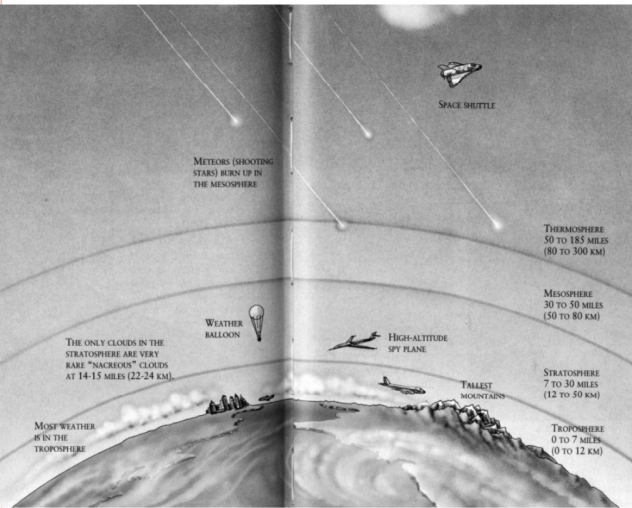 SPACE SHUTTLE
METEORS (SHOOTING
STARS) BURN UP IN
THE MESOSPHERE
THERMOSPHERE
50 TO 185 MILES
(80 TO 300 KM)
MESOSPHERE
30 TO 50 MILES
(50 TO 80 KM)
WEATHER
BALLOON
HIGH-ALTITUDE
SPY PLANE
THE ONLY CLOUDS IN THE
STRATOSPHERE ARE VERY
RARE "NACREOUS" CLOUDS
AT 14-15 MILES (22-24 KM).
STRATOSPHERE
7 TO 30 MILES
(12 TO 50 KM)
TALLEST
MOUNTAINS
MOST WEATHER
IS IN THE
TROPOSPHERE
TROPOSPHERE
0 TO 7 MILES
(0 TO 12 KM)